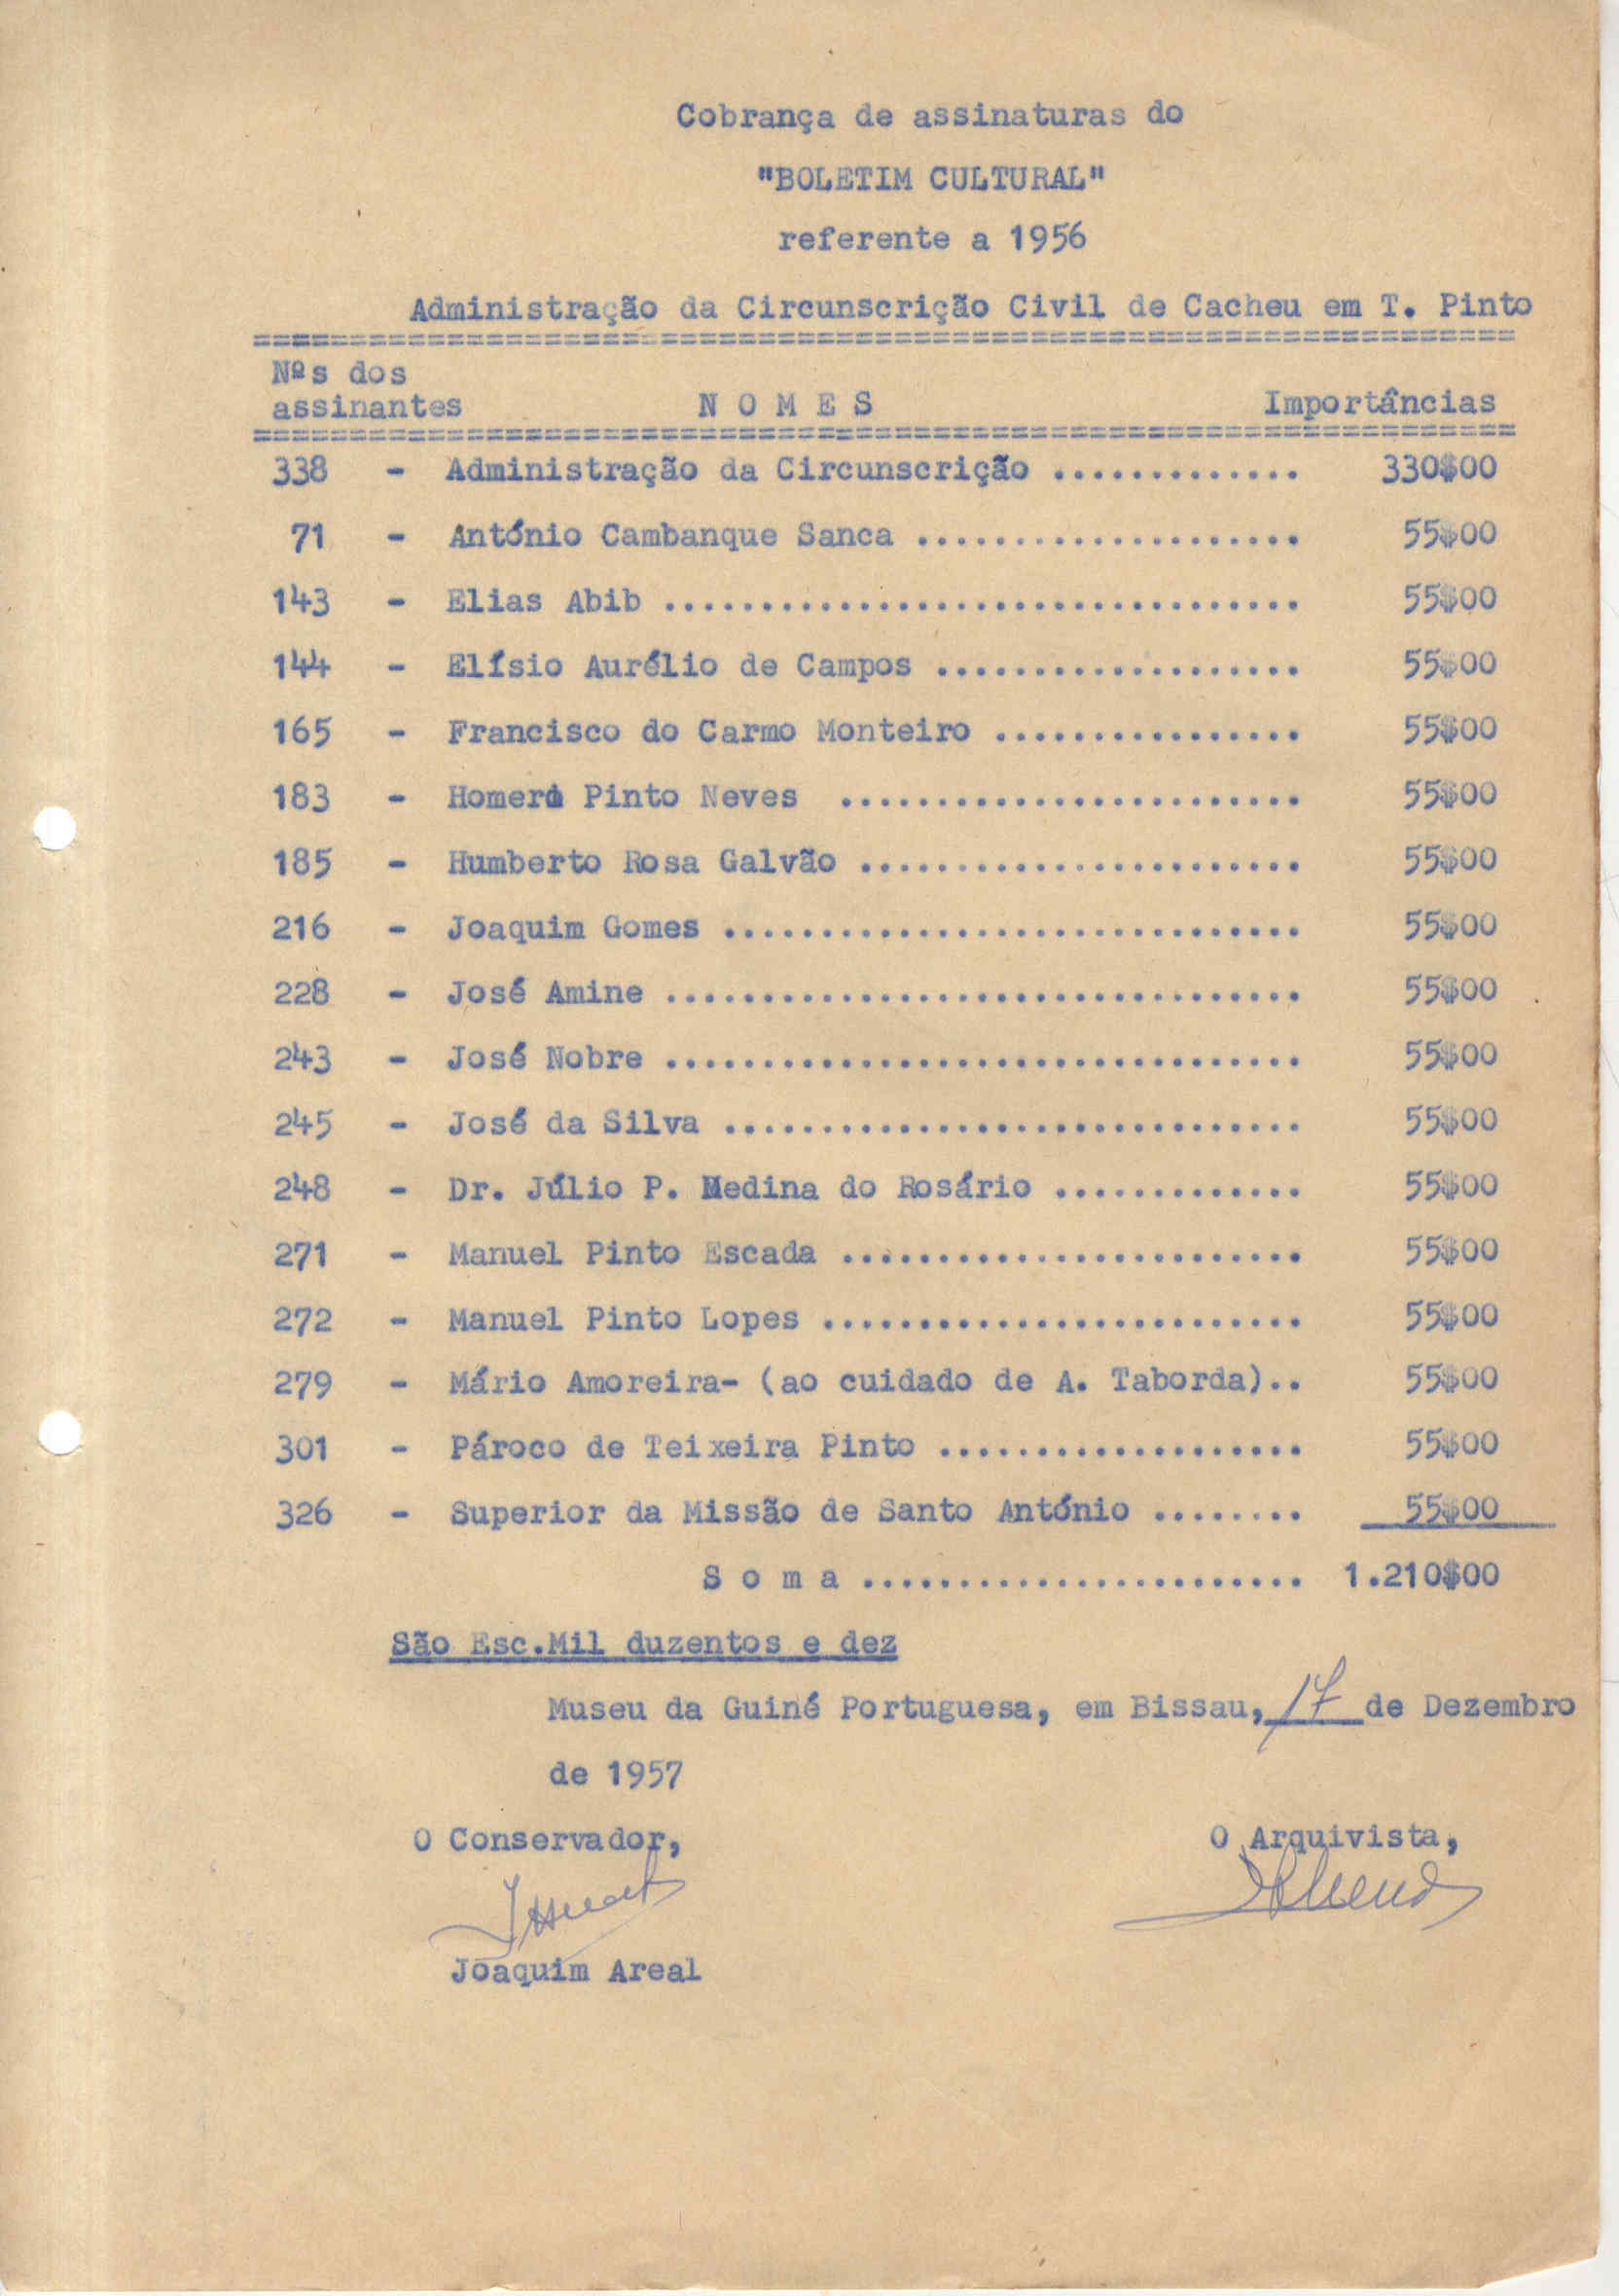 Cobrança de assinaturas do
"BOLETIM CULTURAL"
referente a 1956
Administração da Circunscrição Civil de Cacheu em T. Pinto
=================================================================
Nºs dos
assinantes N O M E S Importâncias
=================================================================
338 - Administração da Circunscrição ............. 330$00
71 - António Cambanque Sanca .................... 55$00
143 - Elias Abib ................................. 55$00
144 - Elísio Aurélio de Campos ................... 55$00
165 - Francisco do Carmo Monteiro ................ 55$00
183 - Homero Pinto Neves ........................ 55$00
185 - Humberto Rosa Galvão ....................... 55$00
216 - Joaquim Gomes .............................. 55$00
228 - José Amine ................................. 55$00
243 - José Nobre ................................. 55$00
245 - José da Silva .............................. 55$00
248 - Dr. Júlio P. Medina do Rosário ............. 55$00
271 - Manuel Pinto Escada ........................ 55$00
272 - Manuel Pinto Lopes ......................... 55$00
279 - Mário Amoreira- (ao cuidado de A. Taborda).. 55$00
301 - Pároco de Teixeira Pinto ................... 55$00
326 - Superior da Missão de Santo António ........ 55$00
S o m a ....................... 1.210$00
São Esc.Mil duzentos e dez
Museu da Guiné Portuguesa, em Bissau, 17 de Dezembro
de 1957
O Conservador, O Arquivista,
Joaquim Areal